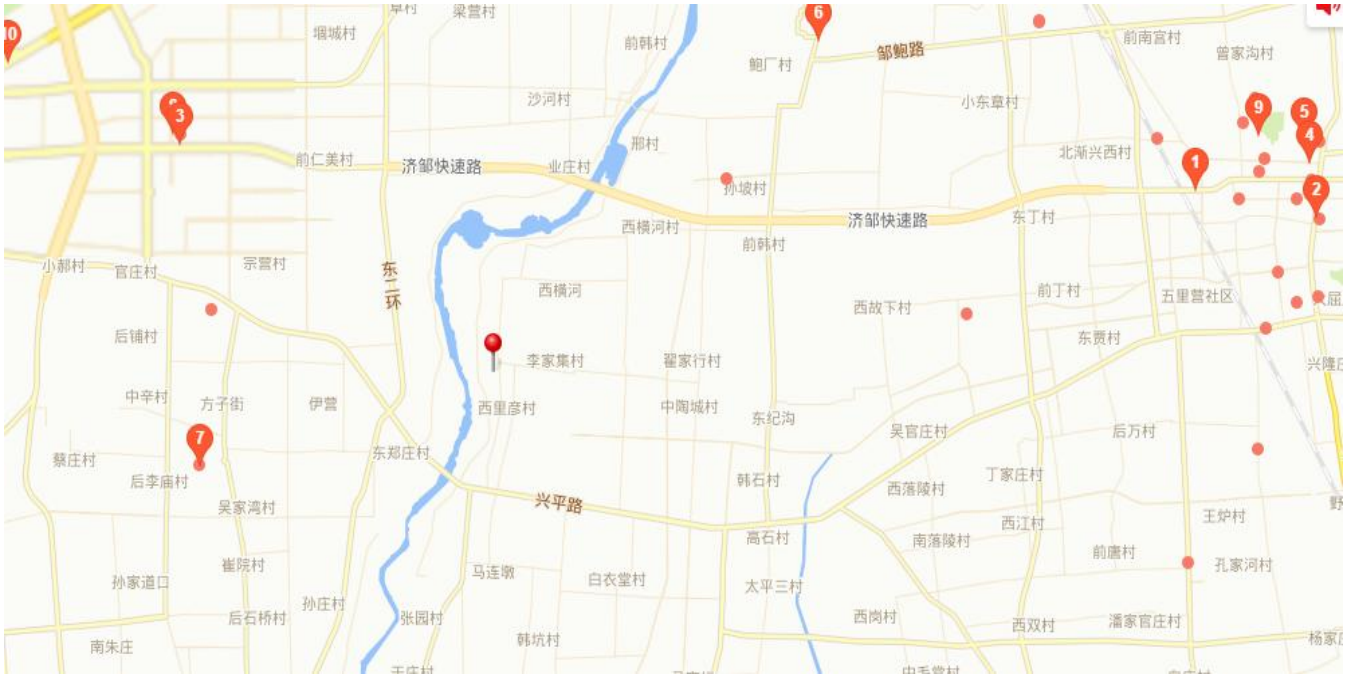 草村
梁营村
6
10
堌城村
前韩村
前南宫村
邹鲍路
曾家沟村
鲍厂村
沙河村
小东章村
9
5
3
邢村
4
北渐兴西村
前仁美村
济邹快速路
业庄村
1
孙坡村
2
西横河村
济邹快速路
东丁村
前韩村
小郝村
官庄村
宗营村
东二环
西横河
前丁村
五里营社区
西故下村
后铺村
东贾村
李家集村
翟家行村
兴隆
中辛村
方子街
伊营
西里彦村
中陶城村
东纪沟
吴官庄村
后万村
7
蔡庄村
东郑庄村
后李庙村
韩石村
丁家庄村
西落陵村
兴平路
吴家湾村
王炉村
西江村
高石村
南落陵村
前唐村
崔院村
马连墩
孔家河村
孙家道口
白衣堂村
太平三村
孙庄村
后石桥村
张园村
西岗村
西双村
潘家官庄村
南朱庄
韩坑村
杨家